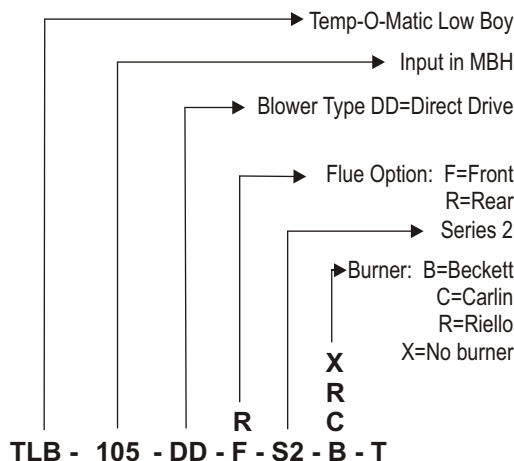 Temp-O-Matic Low Boy
Input in MBH
Blower Type DD=Direct Drive
Flue Option: F=Front
R=Rear
Series 2
Burner: B=Beckett
C=Carlin
R=Riello
X=No burner
X
R
C
R
TLB - 105 - DD - F - S2 - B - T